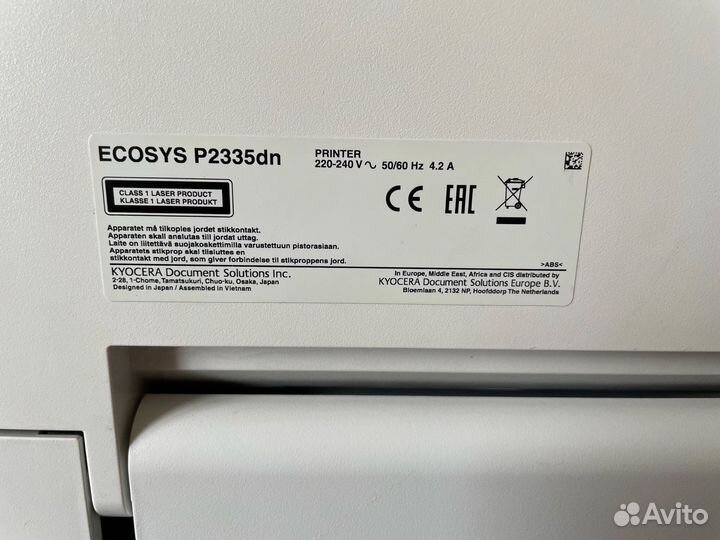 ECOSYS P2335dn
PRINTER
220-240 V ~ 50/60 Hz 4.2 A
CLASS 1 LASER PRODUCT
KLASSE 1 LASER PRODUKT
CE EAC
Apparatet må tilkoples jordet stikkontakt.
Apparaten skall anslutas till jordat uttag.
Laite on liitettävä suojakoskettimilla varustettuun pistorasiaan.
Apparatets stikprop skal tilsluttes en
stikkontakt med jord, som giver forbindelse til stikproppens jord.
>ABS<
KYOCERA Document Solutions Inc.
2-28, 1-Chome, Tamatsukuri, Chuo-ku, Osaka, Japan
Designed in Japan / Assembled in Vietnam
In Europe, Middle East, Africa and CIS distributed by
KYOCERA Document Solutions Europe B.V.
Bloemlaan 4, 2132 NP, Hoofddorp The Netherlands
Avito